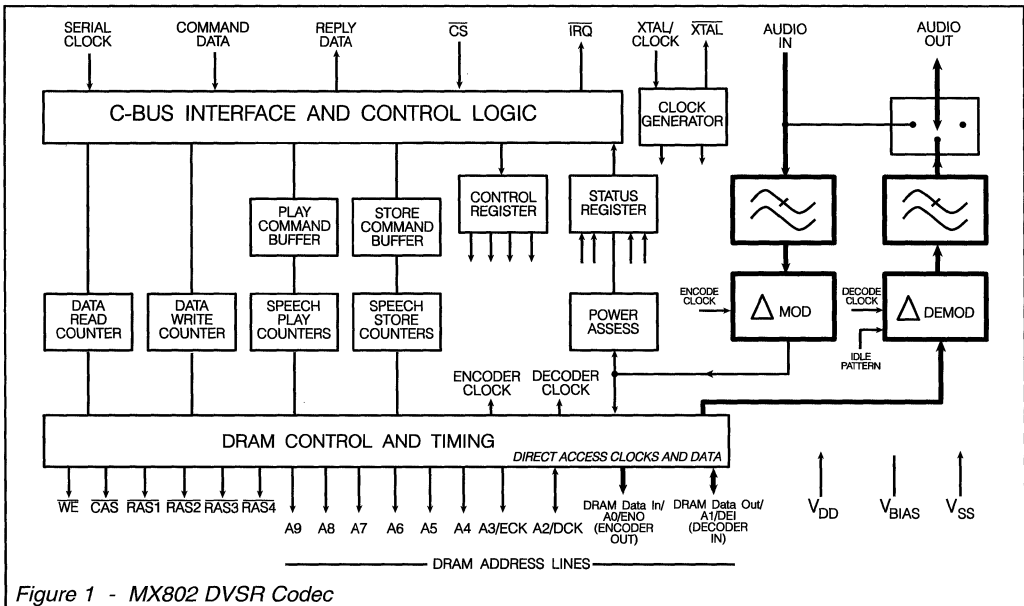 SERIAL CLOCK
COMMAND DATA
REPLY DATA
CS
IRQ
XTAL/ CLOCK
XTAL
AUDIO IN
AUDIO OUT
C-BUS INTERFACE AND CONTROL LOGIC
CLOCK GENERATOR
PLAY COMMAND BUFFER
STORE COMMAND BUFFER
CONTROL REGISTER
STATUS REGISTER
DATA READ COUNTER
DATA WRITE COUNTER
SPEECH PLAY COUNTERS
SPEECH STORE COUNTERS
POWER ASSESS
ENCODE CLOCK
Δ MOD
DECODE CLOCK
Δ DEMOD
IDLE PATTERN
ENCODER CLOCK
DECODER CLOCK
DRAM CONTROL AND TIMING
DIRECT ACCESS CLOCKS AND DATA
WE
CAS
RAS1
RAS2
RAS3
RAS4
A9
A8
A7
A6
A5
A4
A3/ECK
A2/DCK
DRAM Data In/
A0/ENO
(ENCODER
OUT)
DRAM Data Out/
A1/DEI
(DECODER
IN)
VDD
VBIAS
VSS
DRAM ADDRESS LINES
Figure 1 - MX802 DVSR Codec